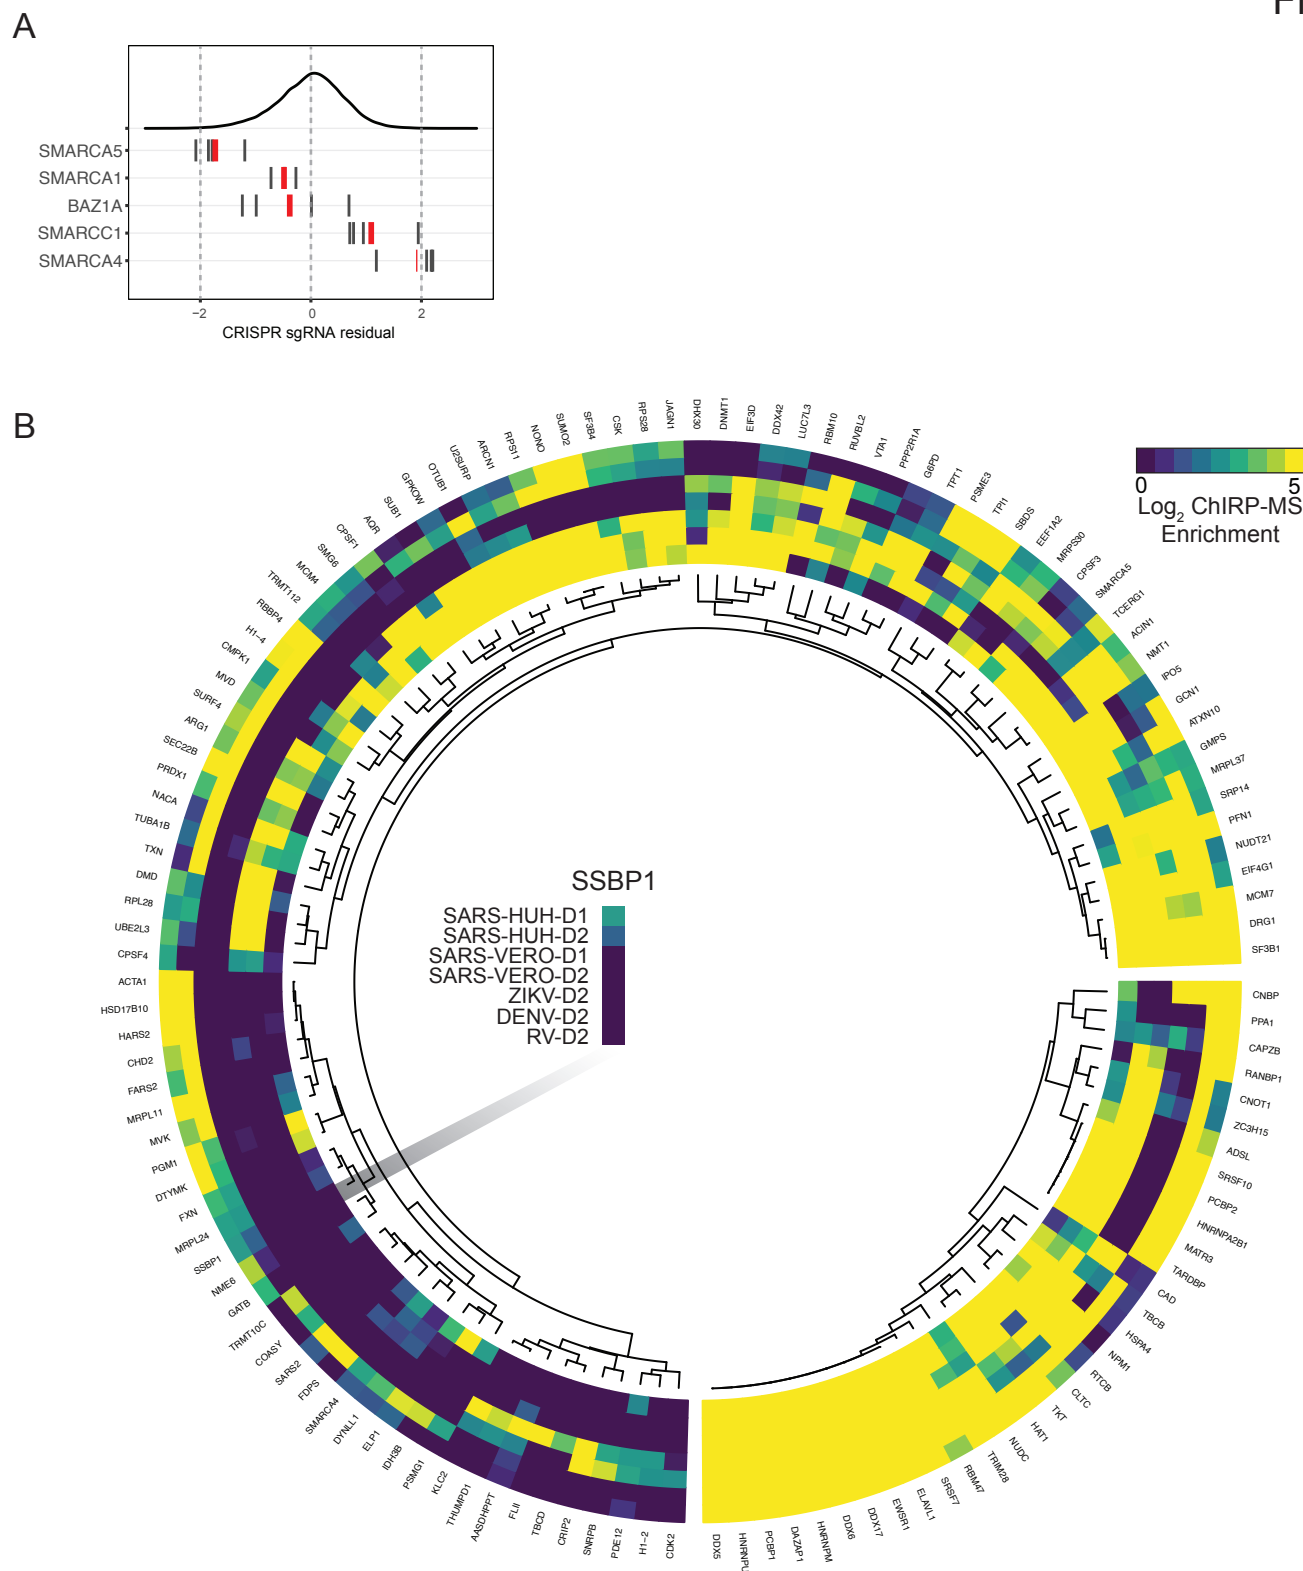 Fi
A
SMARCA5
SMARCA1
BAZ1A
SMARCC1
SMARCA4
−2
0
2
CRISPR sgRNA residual
B
0
5
Log2 ChIRP-MS
Enrichment
DHX30
DNMT1
EIF3D
DDX42
LUC7L3
RBM10
RUVBL2
VTA1
PPP2R1A
G6PD
TPT1
PSME3
TPI1
SBDS
EEF1A2
MRPS30
CPSF3
SMARCA5
TCERG1
ACIN1
NMT1
IPO5
GCN1
ATXN10
GMPS
MRPL37
SRP14
PFN1
NUDT21
EIF4G1
MCM7
DRG1
SF3B1
CNBP
PPA1
CAPZB
RANBP1
CNOT1
ZC3H15
ADSL
SRSF10
PCBP2
HNRNPA2B1
MATR3
TARDBP
CAD
TBCB
HSPA4
NPM1
RTCB
CLTC
TKT
HAT1
NUDC
TRIM28
RBM47
SRSF7
ELAVL1
EWSR1
DDX17
DDX6
HNRNPM
DAZAP1
PCBP1
HNRNPU
DDX5
CDK2
H1−2
PDE12
SNRPB
CRIP2
TBCD
FLII
AASDHPPT
THUMPD1
KLC2
PSMG1
IDH3B
ELP1
DYNLL1
SMARCA4
FDPS
SARS2
COASY
TRMT10C
GATB
NME6
SSBP1
MRPL24
FXN
DTYMK
PGM1
MVK
MRPL11
FARS2
CHD2
HARS2
HSD17B10
ACTA1
CPSF4
UBE2L3
RPL28
DMD
TXN
TUBA1B
NACA
PRDX1
SEC22B
ARG1
SURF4
MVD
CMPK1
H1−4
RBBP4
TRMT112
MCM4
SMG6
CPSF1
AQR
SUB1
GPKOW
OTUB1
U2SURP
ARCN1
RPS11
NONO
SUMO2
SF3B4
CSK
RPS28
JAGN1
SSBP1
SARS-HUH-D1
SARS-HUH-D2
SARS-VERO-D1
SARS-VERO-D2
ZIKV-D2
DENV-D2
RV-D2